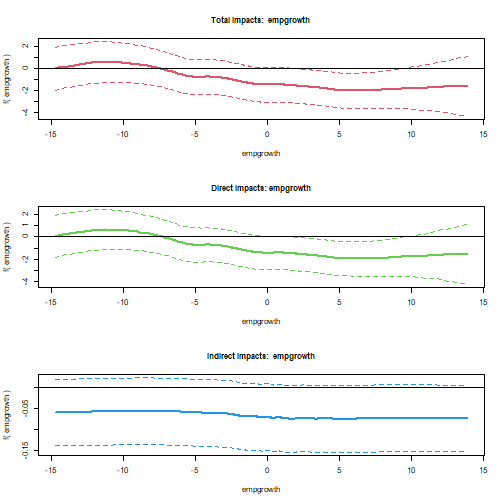 Total Impacts: empgrowth
f( empgrowth )
2
0
-2
-4
-15 -10 -5 0 5 10 15
empgrowth
Direct Impacts: empgrowth
f( empgrowth )
2
1
0
-2
-4
-15 -10 -5 0 5 10 15
empgrowth
Indirect Impacts: empgrowth
f( empgrowth )
-0.05
-0.15
-15 -10 -5 0 5 10 15
empgrowth